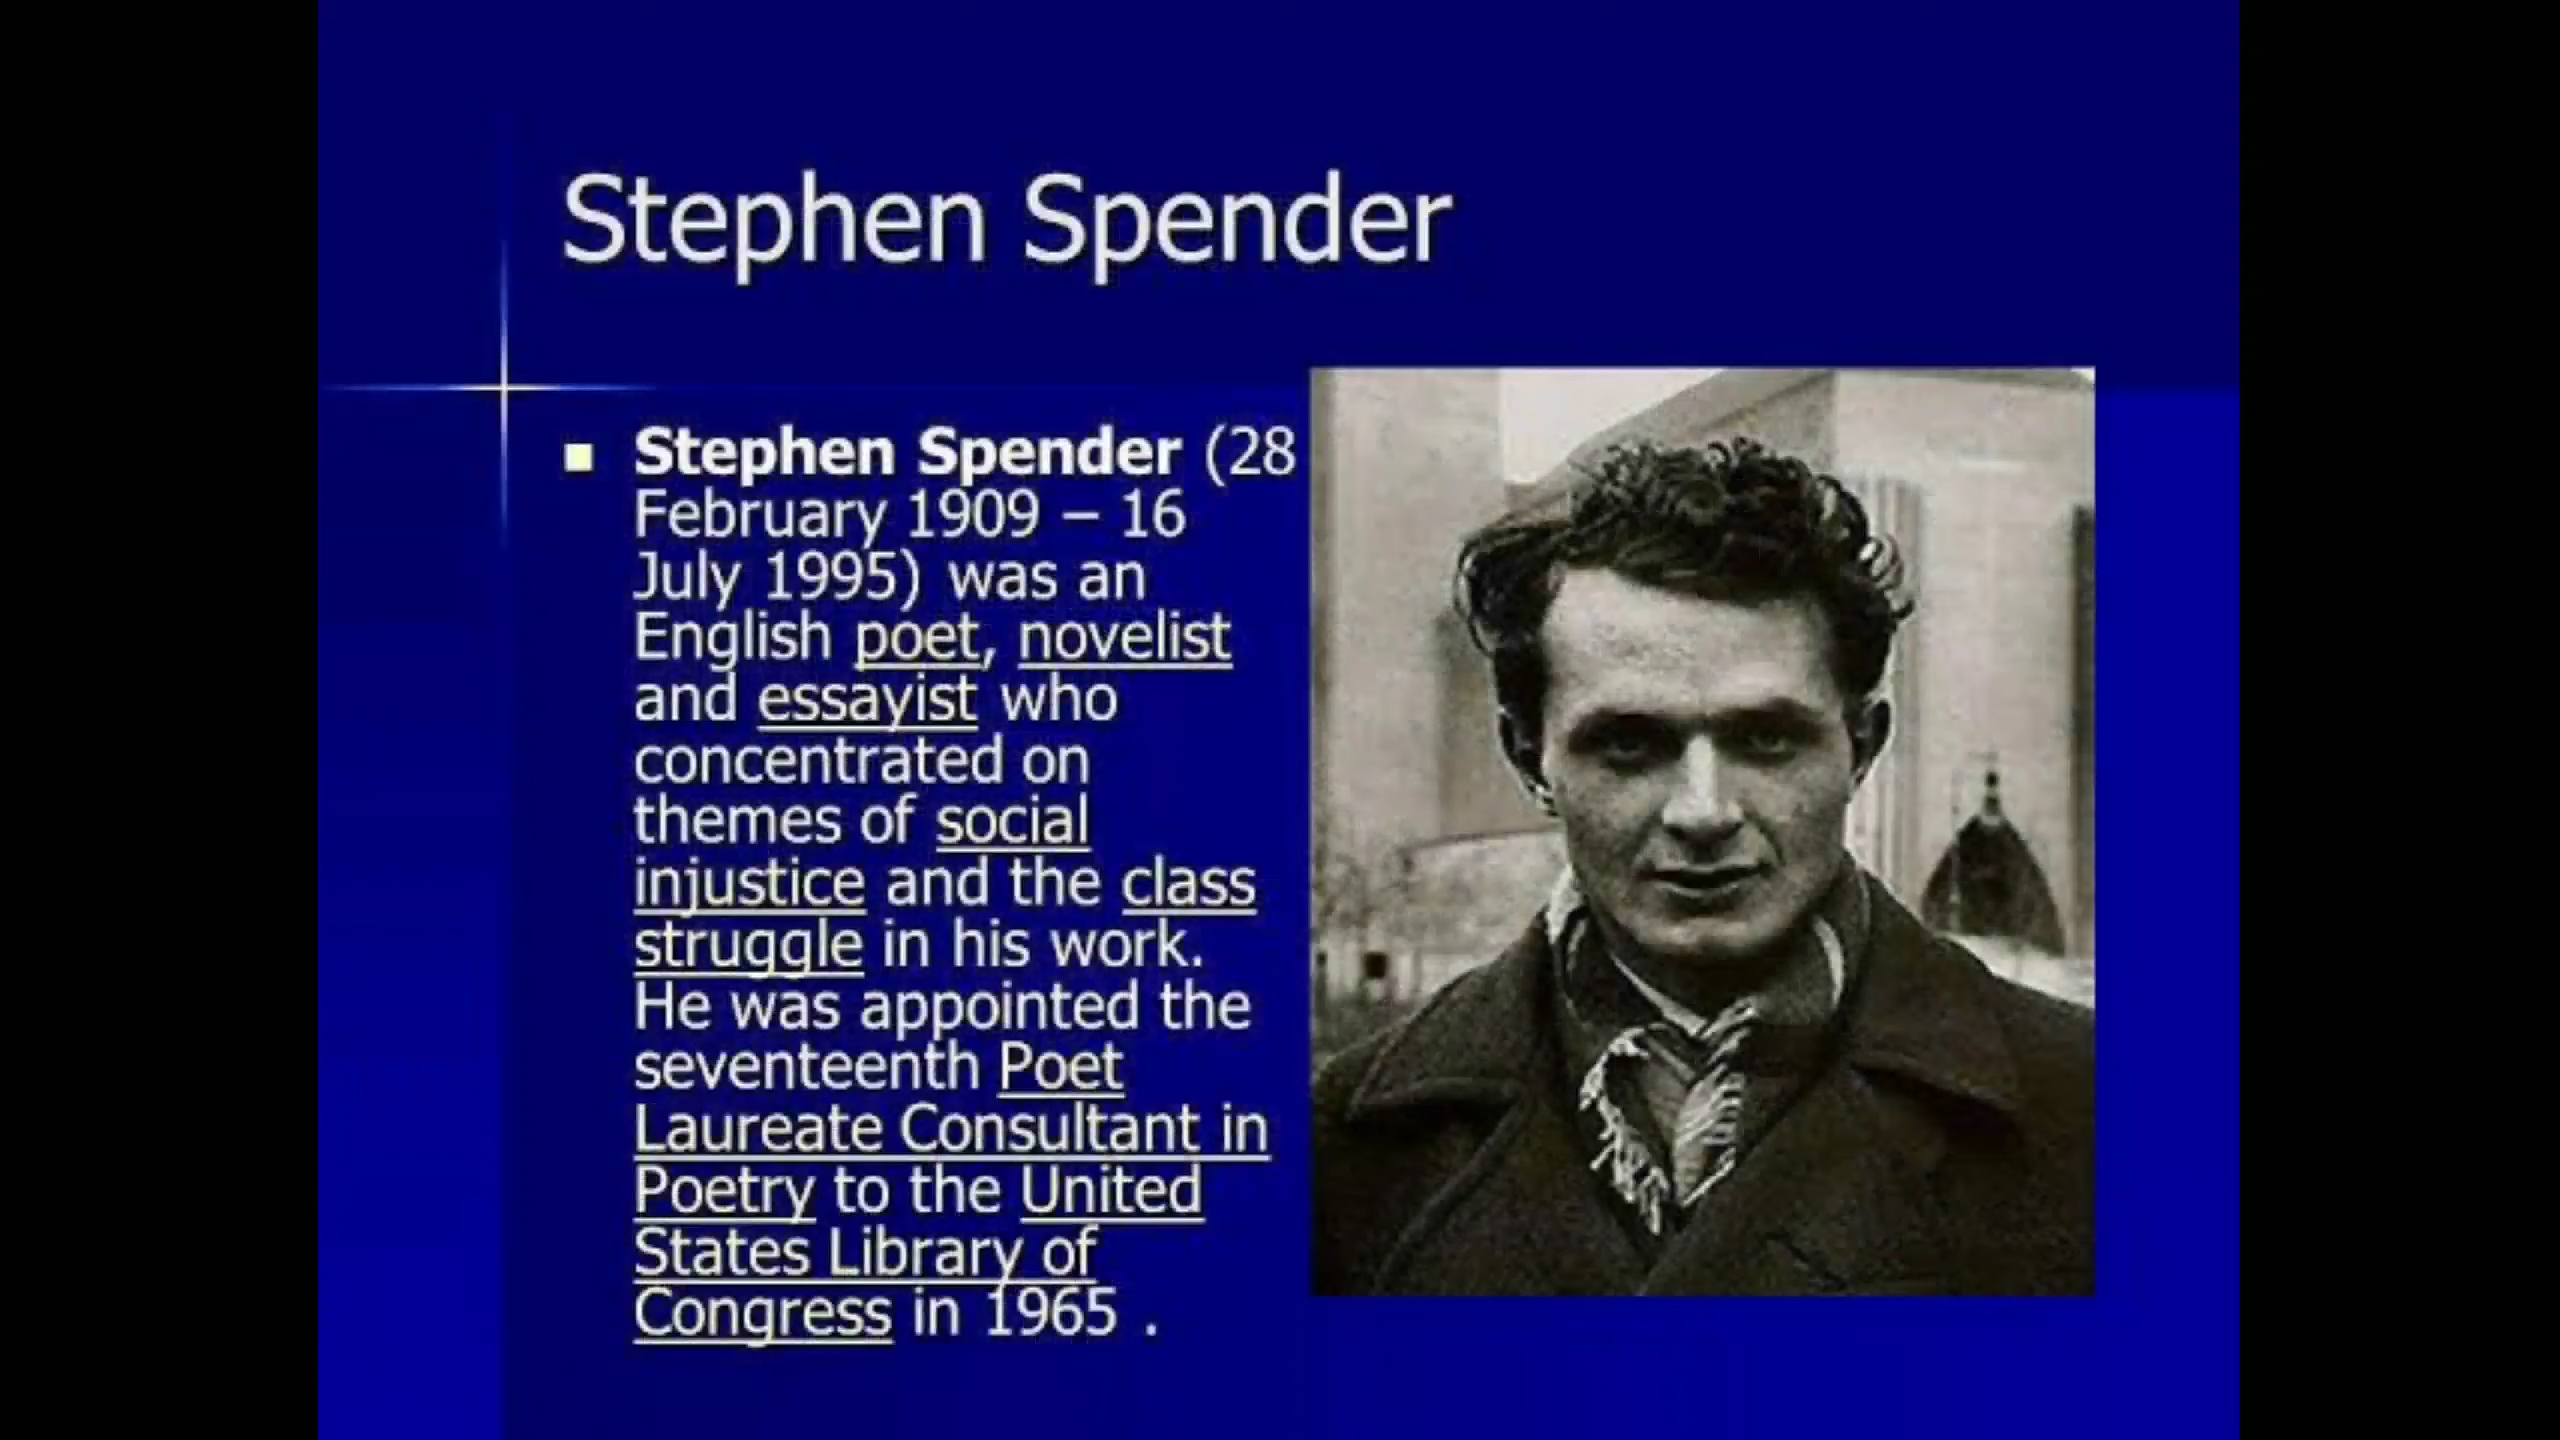 Stephen Spender
Stephen Spender (28
February 1909 – 16
July 1995) was an
English poet, novelist
and essayist who
concentrated on
themes of social
injustice and the class
struggle in his work.
He was appointed the
seventeenth Poet
Laureate Consultant in
Poetry to the United
States Library of
Congress in 1965 .